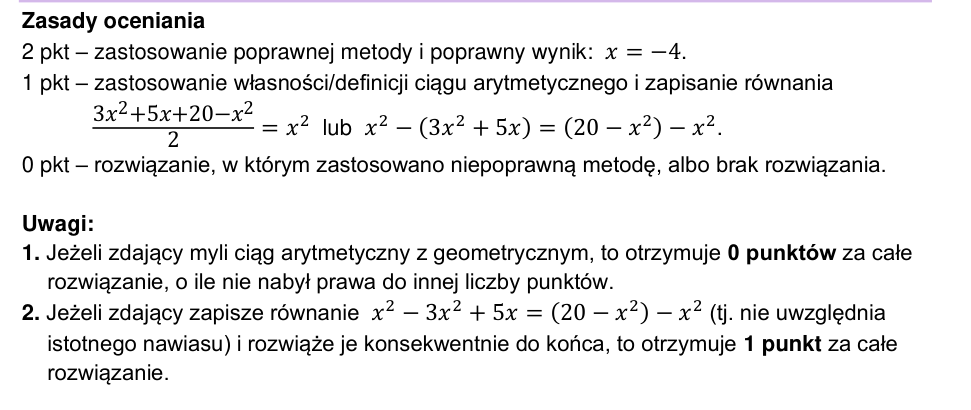 Zasady oceniania
2 pkt – zastosowanie poprawnej metody i poprawny wynik: x = −4.
1 pkt – zastosowanie własności/definicji ciągu arytmetycznego i zapisanie równania
(3x²+5x+20−x²)/2 = x² lub x² − (3x² + 5x) = (20 − x²) − x².
0 pkt – rozwiązanie, w którym zastosowano niepoprawną metodę, albo brak rozwiązania.
Uwagi:
1. Jeżeli zdający myli ciąg arytmetyczny z geometrycznym, to otrzymuje 0 punktów za całe
rozwiązanie, o ile nie nabył prawa do innej liczby punktów.
2. Jeżeli zdający zapisze równanie x² − 3x² + 5x = (20 − x²) − x² (tj. nie uwzględnia
istotnego nawiasu) i rozwiąże je konsekwentnie do końca, to otrzymuje 1 punkt za całe
rozwiązanie.